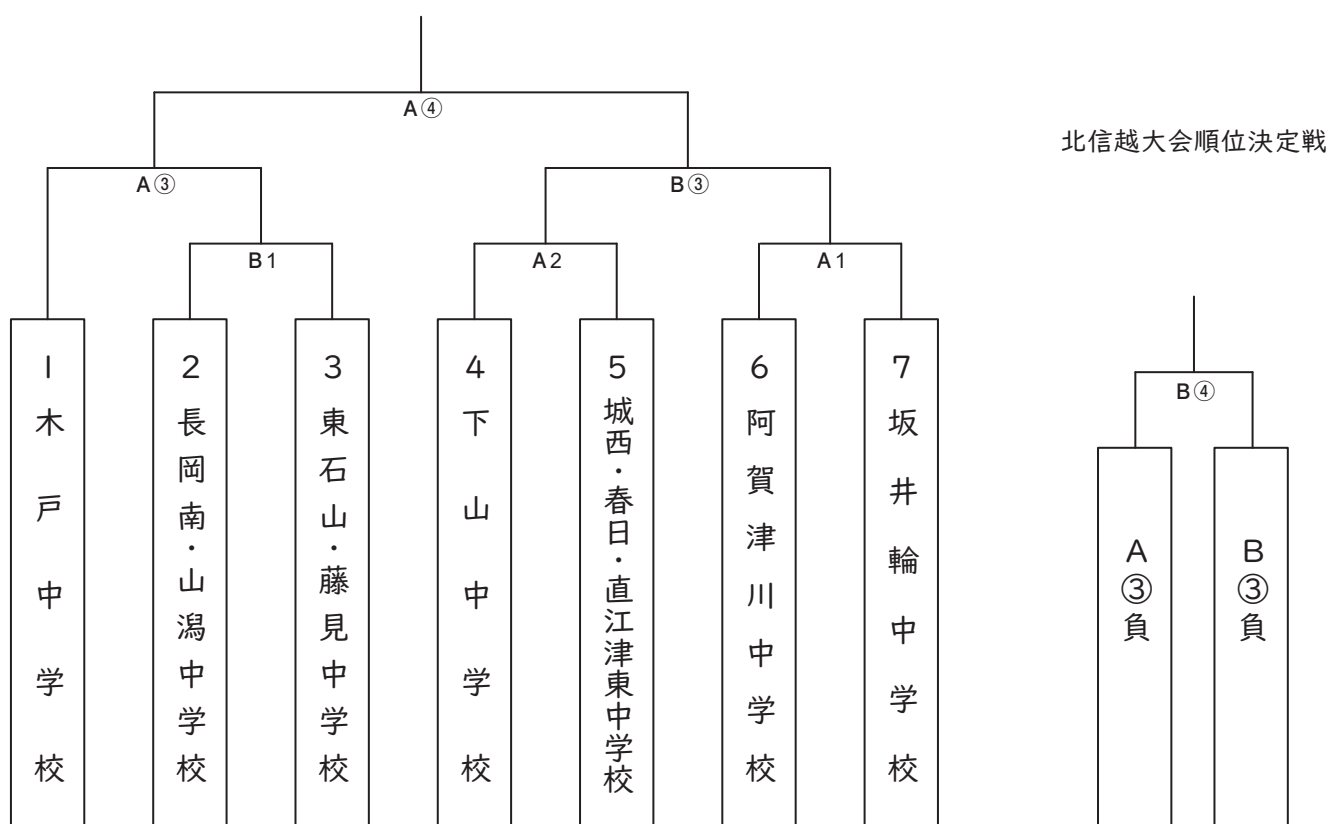 A④
北信越大会順位決定戦
A③
B③
B1
A2
A1
1 木戸中学校
2 長岡南・山潟中学校
3 東石山・藤見中学校
4 下山中学校
5 城西・春日・直江津東中学校
6 阿賀津川中学校
7 坂井輪中学校
B④
A③負
B③負